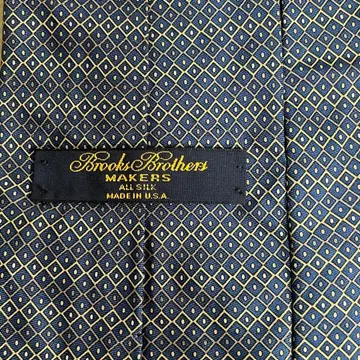 Brooks Brothers
MAKERS
ALL SILK
MADE IN U.S.A.